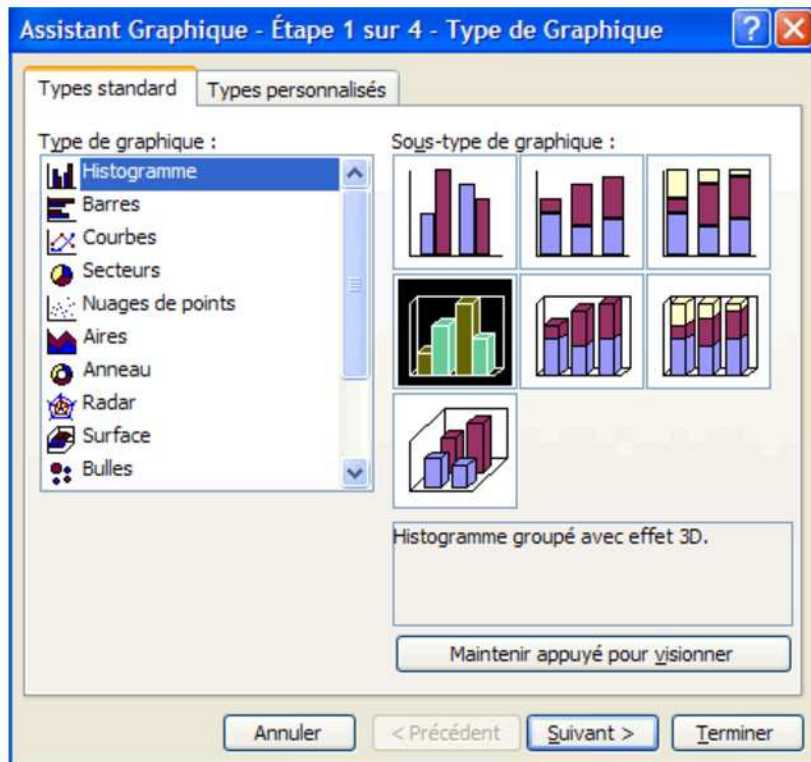 Assistant Graphique - Étape 1 sur 4 - Type de Graphique
Types standard
Types personnalisés
Type de graphique :
Histogramme
Barres
Courbes
Secteurs
Nuages de points
Aires
Anneau
Radar
Surface
Bulles
Sous-type de graphique :
Histogramme groupé avec effet 3D.
Maintenir appuyé pour visionner
Annuler
< Précédent
Suivant >
Terminer